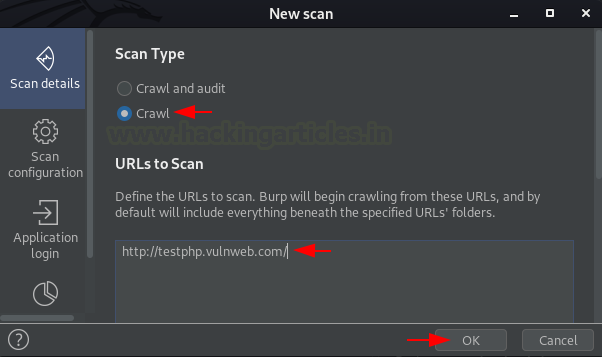 New scan
Scan details
Scan configuration
Application login
Scan Type
Crawl and audit
Crawl
www.hackingarticles.in
URLs to Scan
Define the URLs to scan. Burp will begin crawling from these URLs, and by
default will include everything beneath the specified URLs' folders.
http://testphp.vulnweb.com/
?
OK
Cancel